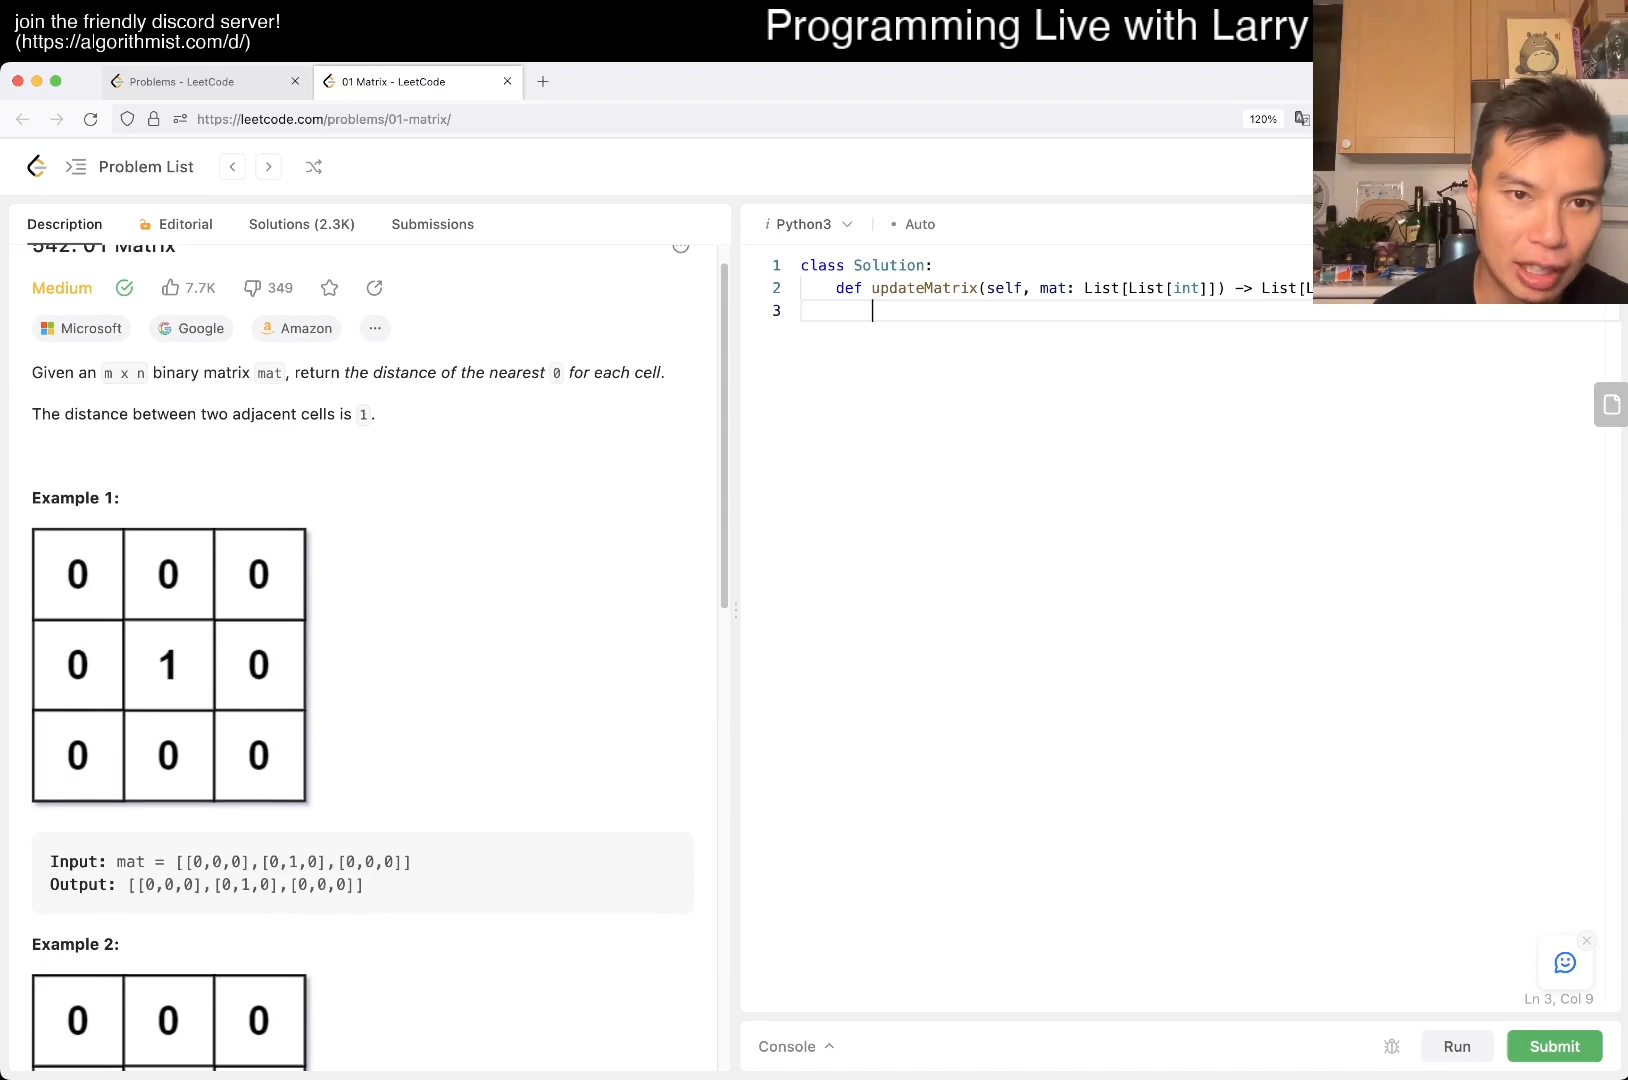 join the friendly discord server!
(https://algorithmist.com/d/)
Programming Live with Larry
Problems - LeetCode
01 Matrix - LeetCode
https://leetcode.com/problems/01-matrix/
120%
Problem List
Description
Editorial
Solutions (2.3K)
Submissions
542. 01 Matrix
Medium
7.7K
349
Microsoft
Google
Amazon
...
Given an m x n binary matrix mat, return the distance of the nearest 0 for each cell.
The distance between two adjacent cells is 1.
Example 1:
0 0 0
0 1 0
0 0 0
Input: mat = [[0,0,0],[0,1,0],[0,0,0]]
Output: [[0,0,0],[0,1,0],[0,0,0]]
Example 2:
0 0 0
i Python3
• Auto
1 class Solution:
2 def updateMatrix(self, mat: List[List[int]]) -> List[L
3
Ln 3, Col 9
Console
Run
Submit